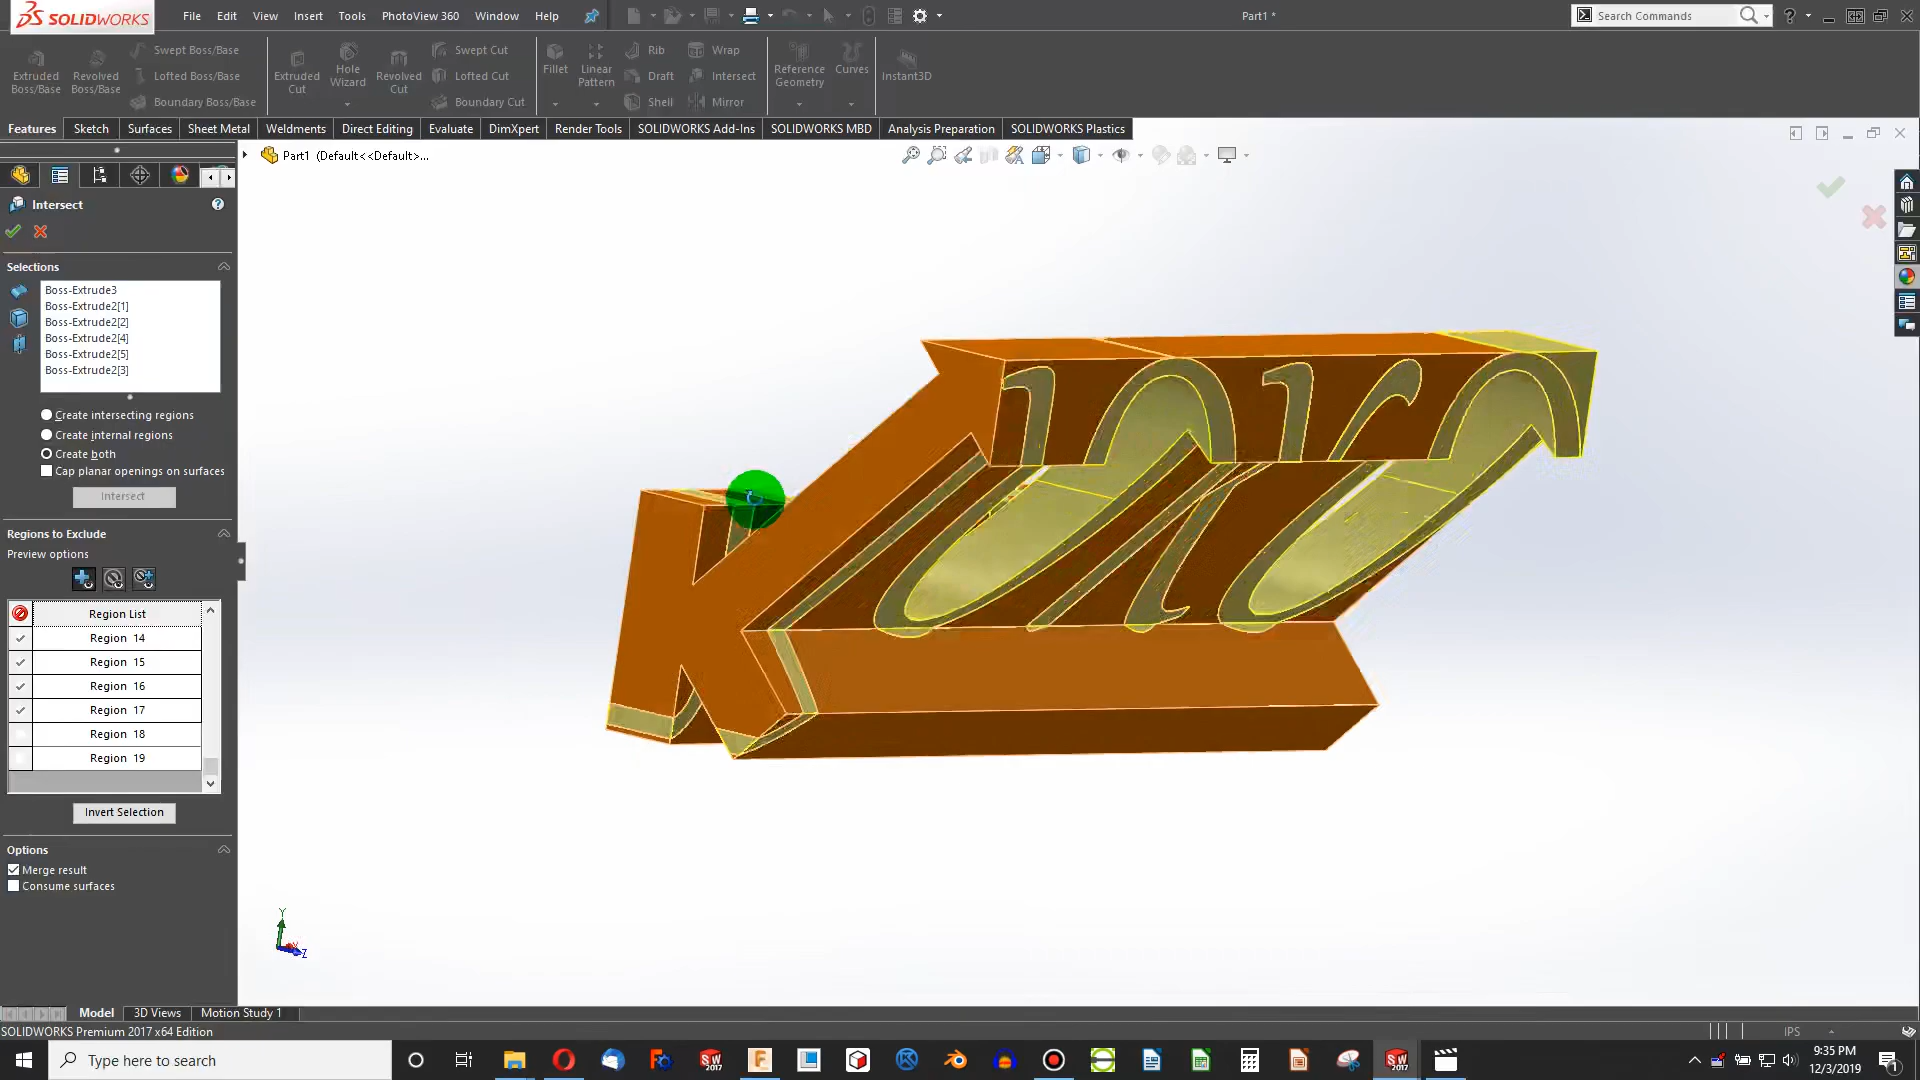 SOLIDWORKS File Edit View Insert Tools PhotoView 360 Window Help Part1 * Search Commands
Extruded Boss/Base
Revolved Boss/Base
Swept Boss/Base
Lofted Boss/Base
Boundary Boss/Base
Extruded Cut
Hole Wizard
Revolved Cut
Swept Cut
Lofted Cut
Boundary Cut
Fillet
Linear Pattern
Rib
Draft
Shell
Wrap
Intersect
Mirror
Reference Geometry
Curves
Instant3D
Features Sketch Surfaces Sheet Metal Weldments Direct Editing Evaluate DimXpert Render Tools SOLIDWORKS Add-Ins SOLIDWORKS MBD Analysis Preparation SOLIDWORKS Plastics
Part1 (Default<<Default>...
Intersect
Selections
Boss-Extrude3
Boss-Extrude2[1]
Boss-Extrude2[2]
Boss-Extrude2[4]
Boss-Extrude2[5]
Boss-Extrude2[3]
Create intersecting regions
Create internal regions
Create both
Cap planar openings on surfaces
Intersect
Regions to Exclude
Preview options
Region List
Region 14
Region 15
Region 16
Region 17
Region 18
Region 19
Invert Selection
Options
Merge result
Consume surfaces
Y
Z
Model 3D Views Motion Study 1
SOLIDWORKS Premium 2017 x64 Edition IPS
Type here to search
SW 2017
SW 2017
9:35 PM
12/3/2019
1